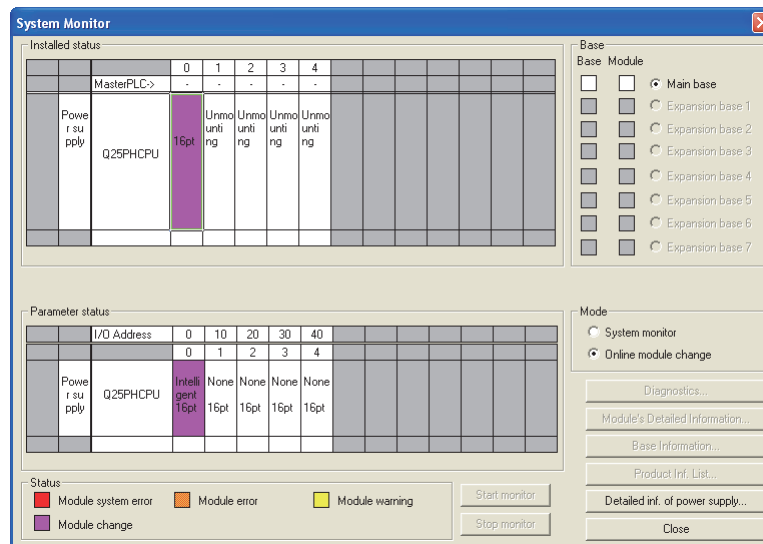 System Monitor
Installed status
0 1 2 3 4
MasterPLC-> - - - - -
Powe Unmo Unmo Unmo Unmo
r su unti unti unti unti
pply 16pt ng ng ng ng
Q25PHCPU
Base
Base Module
Main base
Expansion base 1
Expansion base 2
Expansion base 3
Expansion base 4
Expansion base 5
Expansion base 6
Expansion base 7
Parameter status
I/O Address 0 10 20 30 40
0 1 2 3 4
Powe Intelli None None None None
r su Q25PHCPU gent
pply 16pt 16pt 16pt 16pt 16pt
Mode
System monitor
Online module change
Diagnostics...
Module's Detailed Information...
Base Information...
Product Inf. List...
Detailed inf. of power supply...
Close
Status
Module system error Module error Module warning
Module change
Start monitor
Stop monitor